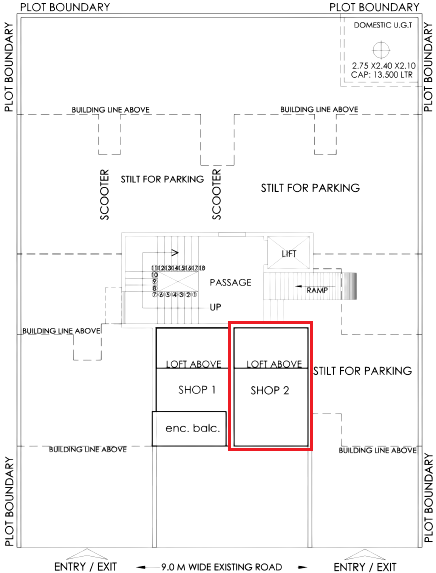 PLOT BOUNDARY
PLOT BOUNDARY
PLOT BOUNDARY
PLOT BOUNDARY
DOMESTIC U.G.T
2.75 X2.40 X2.10
CAP: 13.500 LTR
BUILDING LINE ABOVE
BUILDING LINE ABOVE
SCOOTER
STILT FOR PARKING
SCOOTER
STILT FOR PARKING
LIFT
11 12 13 14 15 16 17 18
10
9
8
7 6 5 4 3 2 1
PASSAGE
UP
RAMP
BUILDING LINE ABOVE
LOFT ABOVE
LOFT ABOVE
SHOP 1
SHOP 2
STILT FOR PARKING
enc. balc.
BUILDING LINE ABOVE
BUILDING LINE ABOVE
PLOT BOUNDARY
PLOT BOUNDARY
ENTRY / EXIT
9.0 M WIDE EXISTING ROAD
ENTRY / EXIT